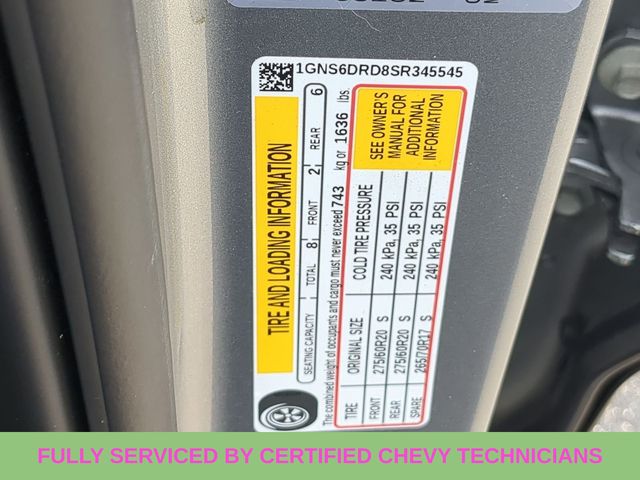 1GNS6DRD8SR345545
TIRE AND LOADING INFORMATION
SEATING CAPACITY TOTAL 8 FRONT 2 REAR 6
The combined weight of occupants and cargo must never exceed 743 kg or 1636 lbs.
TIRE ORIGINAL SIZE COLD TIRE PRESSURE
FRONT 275/60R20 S 240 kPa, 35 PSI
REAR 275/60R20 S 240 kPa, 35 PSI
SPARE 265/70R17 S 240 kPa, 35 PSI
SEE OWNER'S
MANUAL FOR
ADDITIONAL
INFORMATION
FULLY SERVICED BY CERTIFIED CHEVY TECHNICIANS